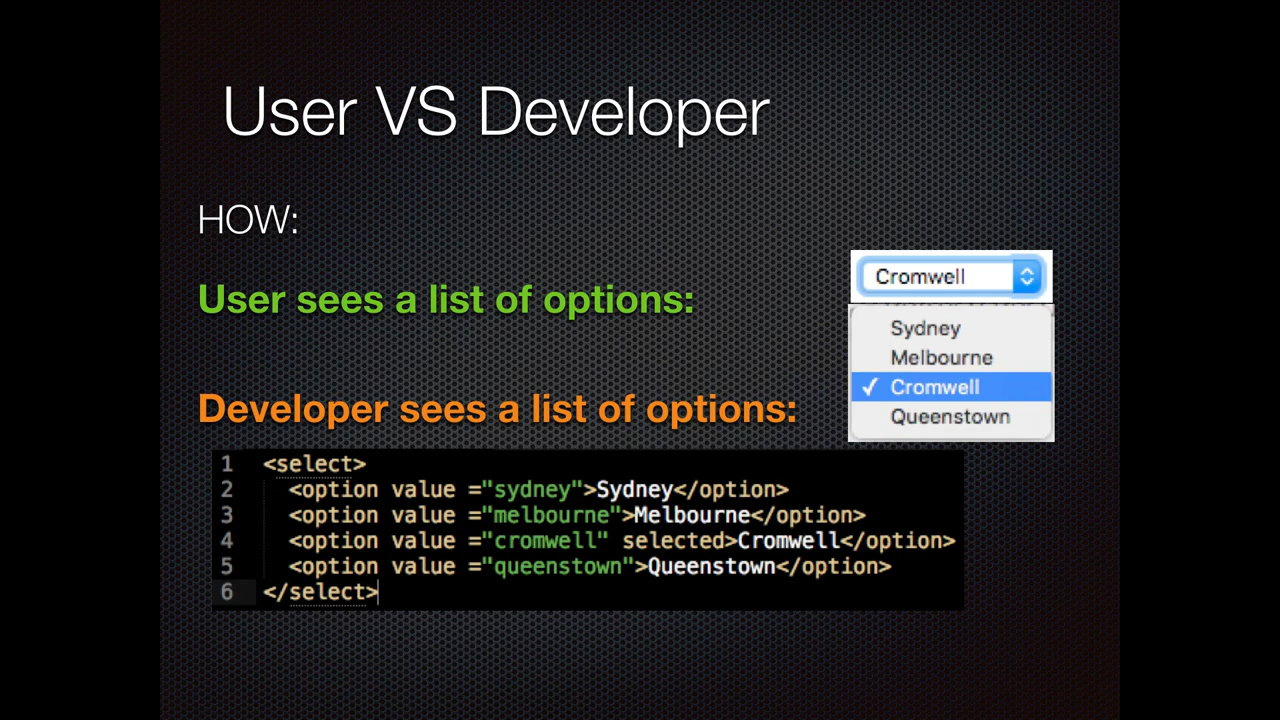 User VS Developer
HOW:
User sees a list of options:
Cromwell
Sydney
Melbourne
✓ Cromwell
Queenstown
Developer sees a list of options:
1 <select>
2 <option value ="sydney">Sydney</option>
3 <option value ="melbourne">Melbourne</option>
4 <option value ="cromwell" selected>Cromwell</option>
5 <option value ="queenstown">Queenstown</option>
6 </select>